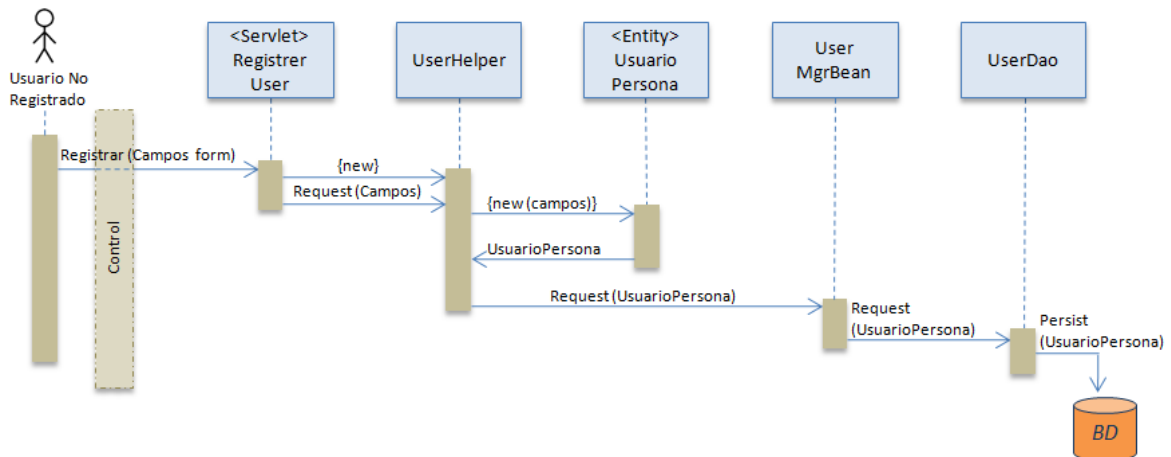 Usuario No
Registrado
<Servlet>
Registrer
User
UserHelper
<Entity>
Usuario
Persona
User
MgrBean
UserDao
Registrar (Campos form)
{new}
Request (Campos)
{new (campos)}
UsuarioPersona
Control
Request (UsuarioPersona)
Request
(UsuarioPersona)
Persist
(UsuarioPersona)
BD